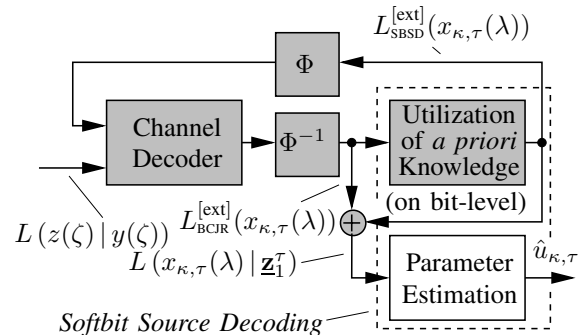 L_SBSD^[ext](x_κ,τ(λ))
Φ
Channel
Decoder
Φ⁻¹
Utilization
of a priori
Knowledge
(on bit-level)
L_BCJR^[ext](x_κ,τ(λ))
+
L(z(ζ) | y(ζ))
L(x_κ,τ(λ) | z_1^τ)
û_κ,τ
Parameter
Estimation
Softbit Source Decoding